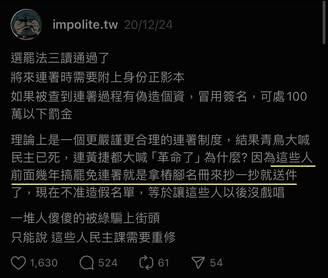 impolite.tw 20/12/24
選罷法三讀通過了
將來連署時需要附上身份正影本
如果被查到連署過程有偽造個資，冒用簽名，可處100
萬以下罰金
理論上是一個更嚴謹更合理的連署制度，結果青鳥大喊
民主已死，連黃捷都大喊「革命了」為什麼？因為這些人
前面幾年搞罷免連署就是拿樁腳名冊來抄一抄就送件
了，現在不准造假名單，等於讓這些人以後沒戲唱
一堆人傻傻的被綠騙上街頭
只能說 這些人民主課需要重修
1,630 524 61 54